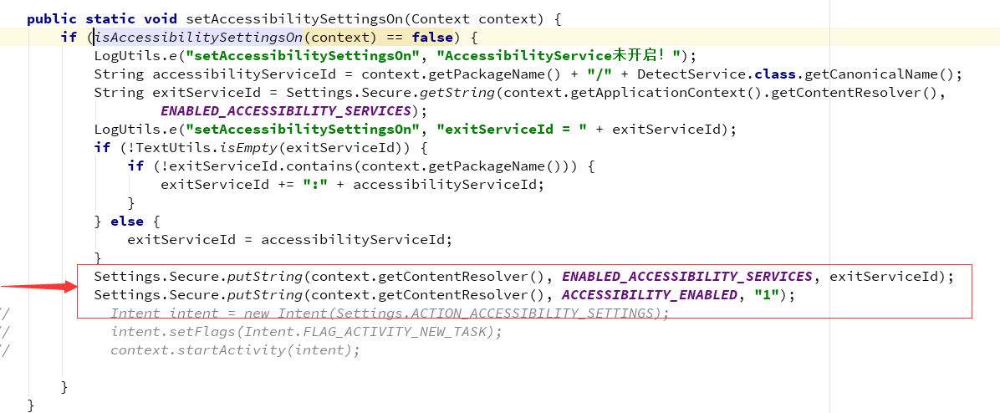 public static void setAccessibilitySettingsOn(Context context) {
if (isAccessibilitySettingsOn(context) == false) {
LogUtils.e("setAccessibilitySettingsOn", "AccessibilityService未开启! ");
String accessibilityServiceId = context.getPackageName() + "/" + DetectService.class.getCanonicalName();
String exitServiceId = Settings.Secure.getString(context.getApplicationContext().getContentResolver(),
ENABLED_ACCESSIBILITY_SERVICES);
LogUtils.e("setAccessibilitySettingsOn", "exitServiceId = " + exitServiceId);
if (!TextUtils.isEmpty(exitServiceId)) {
if (!exitServiceId.contains(context.getPackageName())) {
exitServiceId += ":" + accessibilityServiceId;
}
} else {
exitServiceId = accessibilityServiceId;
}
Settings.Secure.putString(context.getContentResolver(), ENABLED_ACCESSIBILITY_SERVICES, exitServiceId);
Settings.Secure.putString(context.getContentResolver(), ACCESSIBILITY_ENABLED, "1");
// Intent intent = new Intent(Settings.ACTION_ACCESSIBILITY_SETTINGS);
// intent.setFlags(Intent.FLAG_ACTIVITY_NEW_TASK);
// context.startActivity(intent);
}
}